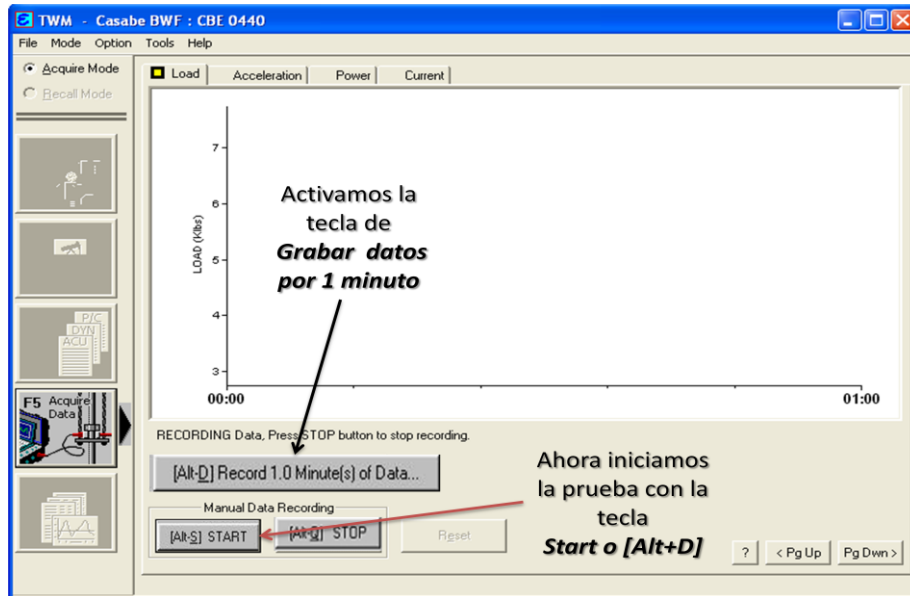 TWM - Casabe BWF : CBE 0440
File Mode Option Tools Help
Acquire Mode
Recall Mode
Load Acceleration Power Current
LOAD (Klbs)
7
6
5
4
3
00:00 01:00
Activamos la
tecla de
Grabar datos
por 1 minuto
P/C
DYN
ACU
F5 Acquire
Data
RECORDING Data, Press STOP button to stop recording.
[Alt-D] Record 1.0 Minute(s) of Data...
Manual Data Recording
[Alt-S] START [Alt-Q] STOP Reset
Ahora iniciamos
la prueba con la
tecla
Start o [Alt+D]
? < Pg Up Pg Dwn >